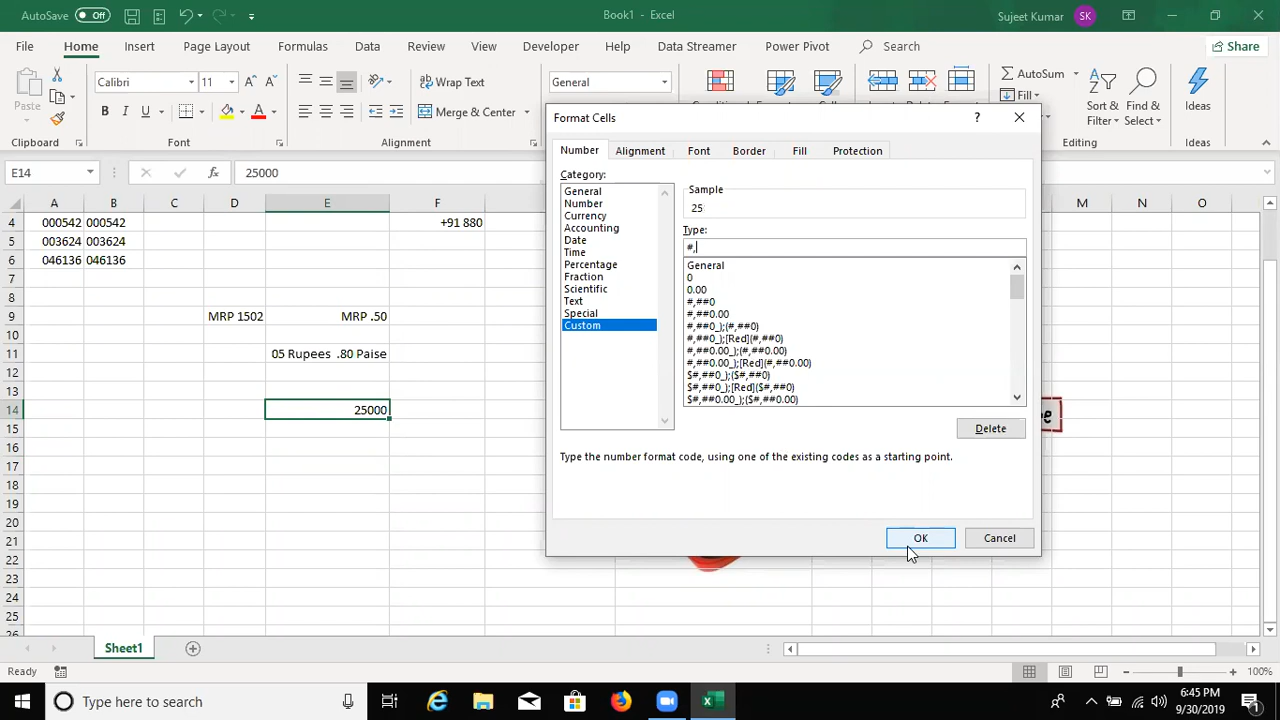 AutoSave Off
Book1 - Excel
Sujeet Kumar SK
File Home Insert Page Layout Formulas Data Review View Developer Help Data Streamer Power Pivot Search Share
Paste
Calibri 11
B I U
Wrap Text
Merge & Center
General
AutoSum
Fill
Sort & Filter
Find & Select
Ideas
Clipboard Font Alignment Editing Ideas
E14 fx 25000
A B C D E F M N O
4 000542 000542 +91 880
5 003624 003624
6 046136 046136
7
8
9 MRP 1502 MRP .50
10
11 05 Rupees .80 Paise
12
13
14 25000
15
16
17
18
19
20
21
22
23
24
25
26
Format Cells ?
Number Alignment Font Border Fill Protection
Category:
General
Number
Currency
Accounting
Date
Time
Percentage
Fraction
Scientific
Text
Special
Custom
Sample
25
Type:
#,
General
0
0.00
#,##0
#,##0.00
#,##0_);(#,##0)
#,##0_);[Red](#,##0)
#,##0.00_);(#,##0.00)
#,##0.00_);[Red](#,##0.00)
$#,##0_);($#,##0)
$#,##0_);[Red]($#,##0)
$#,##0.00_);($#,##0.00)
Delete
Type the number format code, using one of the existing codes as a starting point.
OK Cancel
Sheet1
Ready
100%
Type here to search
6:45 PM
9/30/2019
1